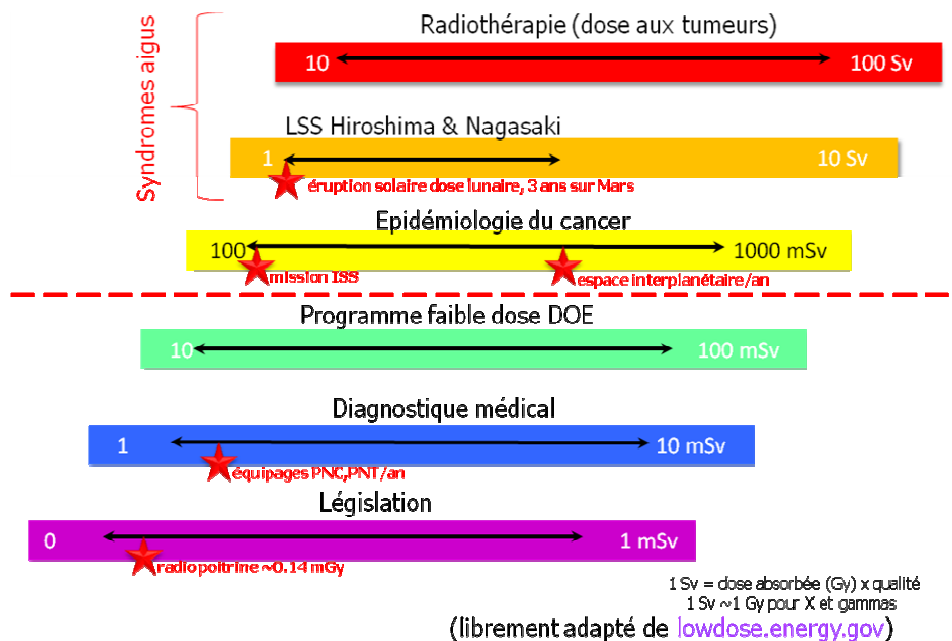 Syndromes aigus
Radiothérapie (dose aux tumeurs)
10 100 Sv
LSS Hiroshima & Nagasaki
1 10 Sv
éruption solaire dose lunaire, 3 ans sur Mars
Epidémiologie du cancer
100 1000 mSv
mission ISS espace interplanétaire/an
Programme faible dose DOE
10 100 mSv
Diagnostique médical
1 10 mSv
équipages PNC,PNT/an
Législation
0 1 mSv
radio poitrine ~0.14 mGy
1 Sv = dose absorbée (Gy) x qualité
1 Sv ~1 Gy pour X et gammas
(librement adapté de lowdose.energy.gov)